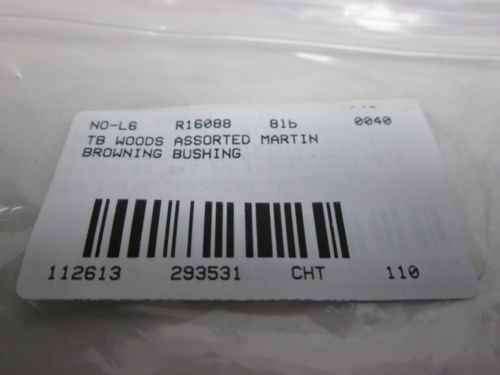 NO-L6 R16088 81b 0040
TB WOODS ASSORTED MARTIN
BROWNING BUSHING
112613 293531 CHT 110